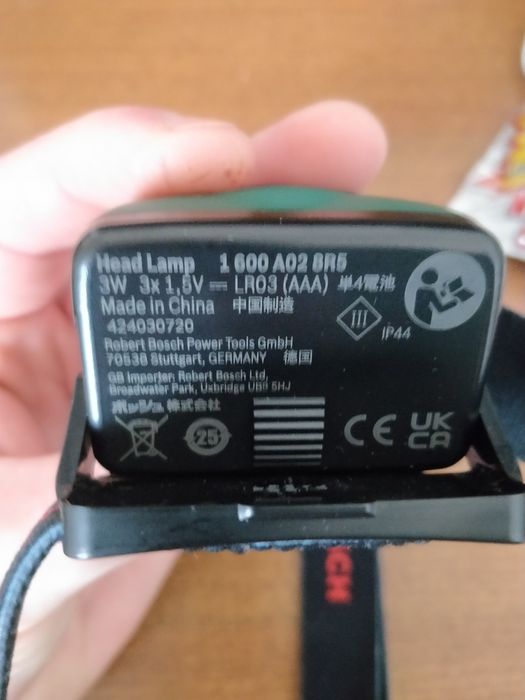 Head Lamp 1 600 A02 8R5
3W 3x 1,5V ⎓ LR03 (AAA) 単4電池
Made in China 中国制造
424030720
III
IP44
Robert Bosch Power Tools GmbH
70538 Stuttgart, GERMANY 德国
GB Importer: Robert Bosch Ltd,
Broadwater Park, Uxbridge UB9 5HJ
ボッシュ 株式会社
25
CE UK
CA